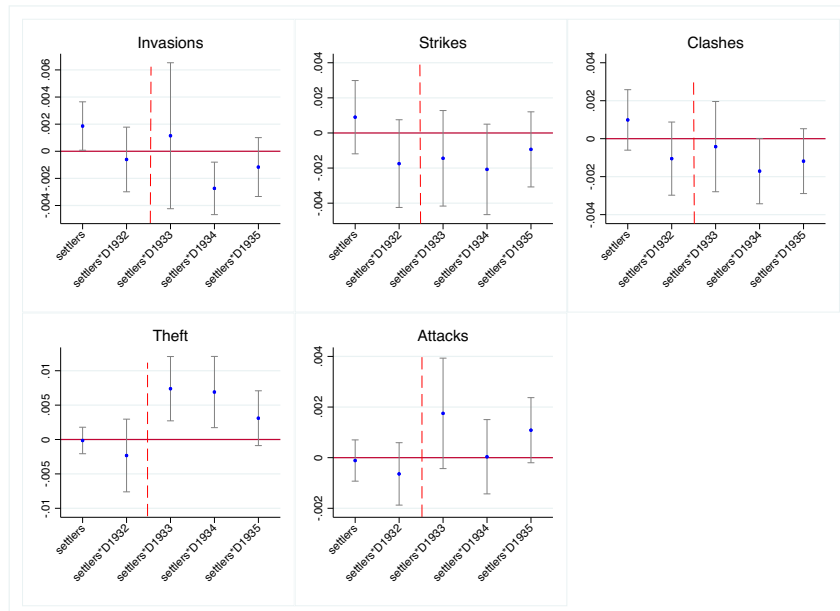 Invasions
.006
.004
.002
0
-.002
-.004
settlers
settlers*D1932
settlers*D1933
settlers*D1934
settlers*D1935
Strikes
.004
.002
0
-.002
-.004
settlers
settlers*D1932
settlers*D1933
settlers*D1934
settlers*D1935
Clashes
.004
.002
0
-.002
-.004
settlers
settlers*D1932
settlers*D1933
settlers*D1934
settlers*D1935
Theft
.01
.005
0
-.005
-.01
settlers
settlers*D1932
settlers*D1933
settlers*D1934
settlers*D1935
Attacks
.004
.002
0
-.002
settlers
settlers*D1932
settlers*D1933
settlers*D1934
settlers*D1935